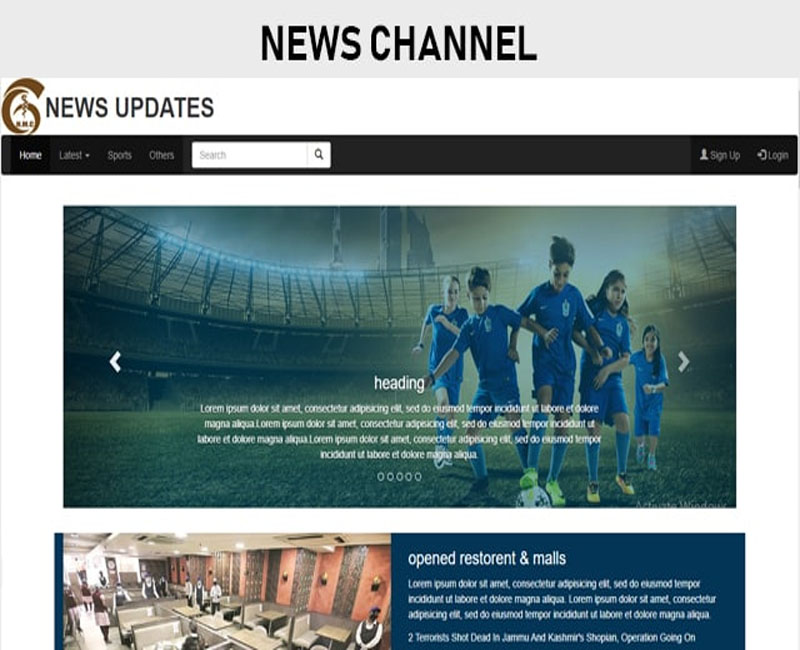 NEWS CHANNEL
N.M.C
NEWS UPDATES
Home Latest Sports Others Search Sign Up Login
heading
Lorem ipsum dolor sit amet, consectetur adipisicing elit, sed do eiusmod tempor incididunt ut labore et dolore
magna aliqua.Lorem ipsum dolor sit amet, consectetur adipisicing elit, sed do eiusmod tempor incididunt ut
labore et dolore magna aliqua.Lorem ipsum dolor sit amet, consectetur adipisicing elit, sed do eiusmod tempor
incididunt ut labore et dolore magna aliqua.
Activate Windows
opened restorent & malls
Lorem ipsum dolor sit amet, consectetur adipisicing elit, sed do eiusmod tempor
incididunt ut labore et dolore magna aliqua. Lorem ipsum dolor sit amet, consectetur
adipisicing elit, sed do eiusmod tempor incididunt ut labore et dolore magna aliqua.
2 Terrorists Shot Dead In Jammu And Kashmir's Shopian, Operation Going On